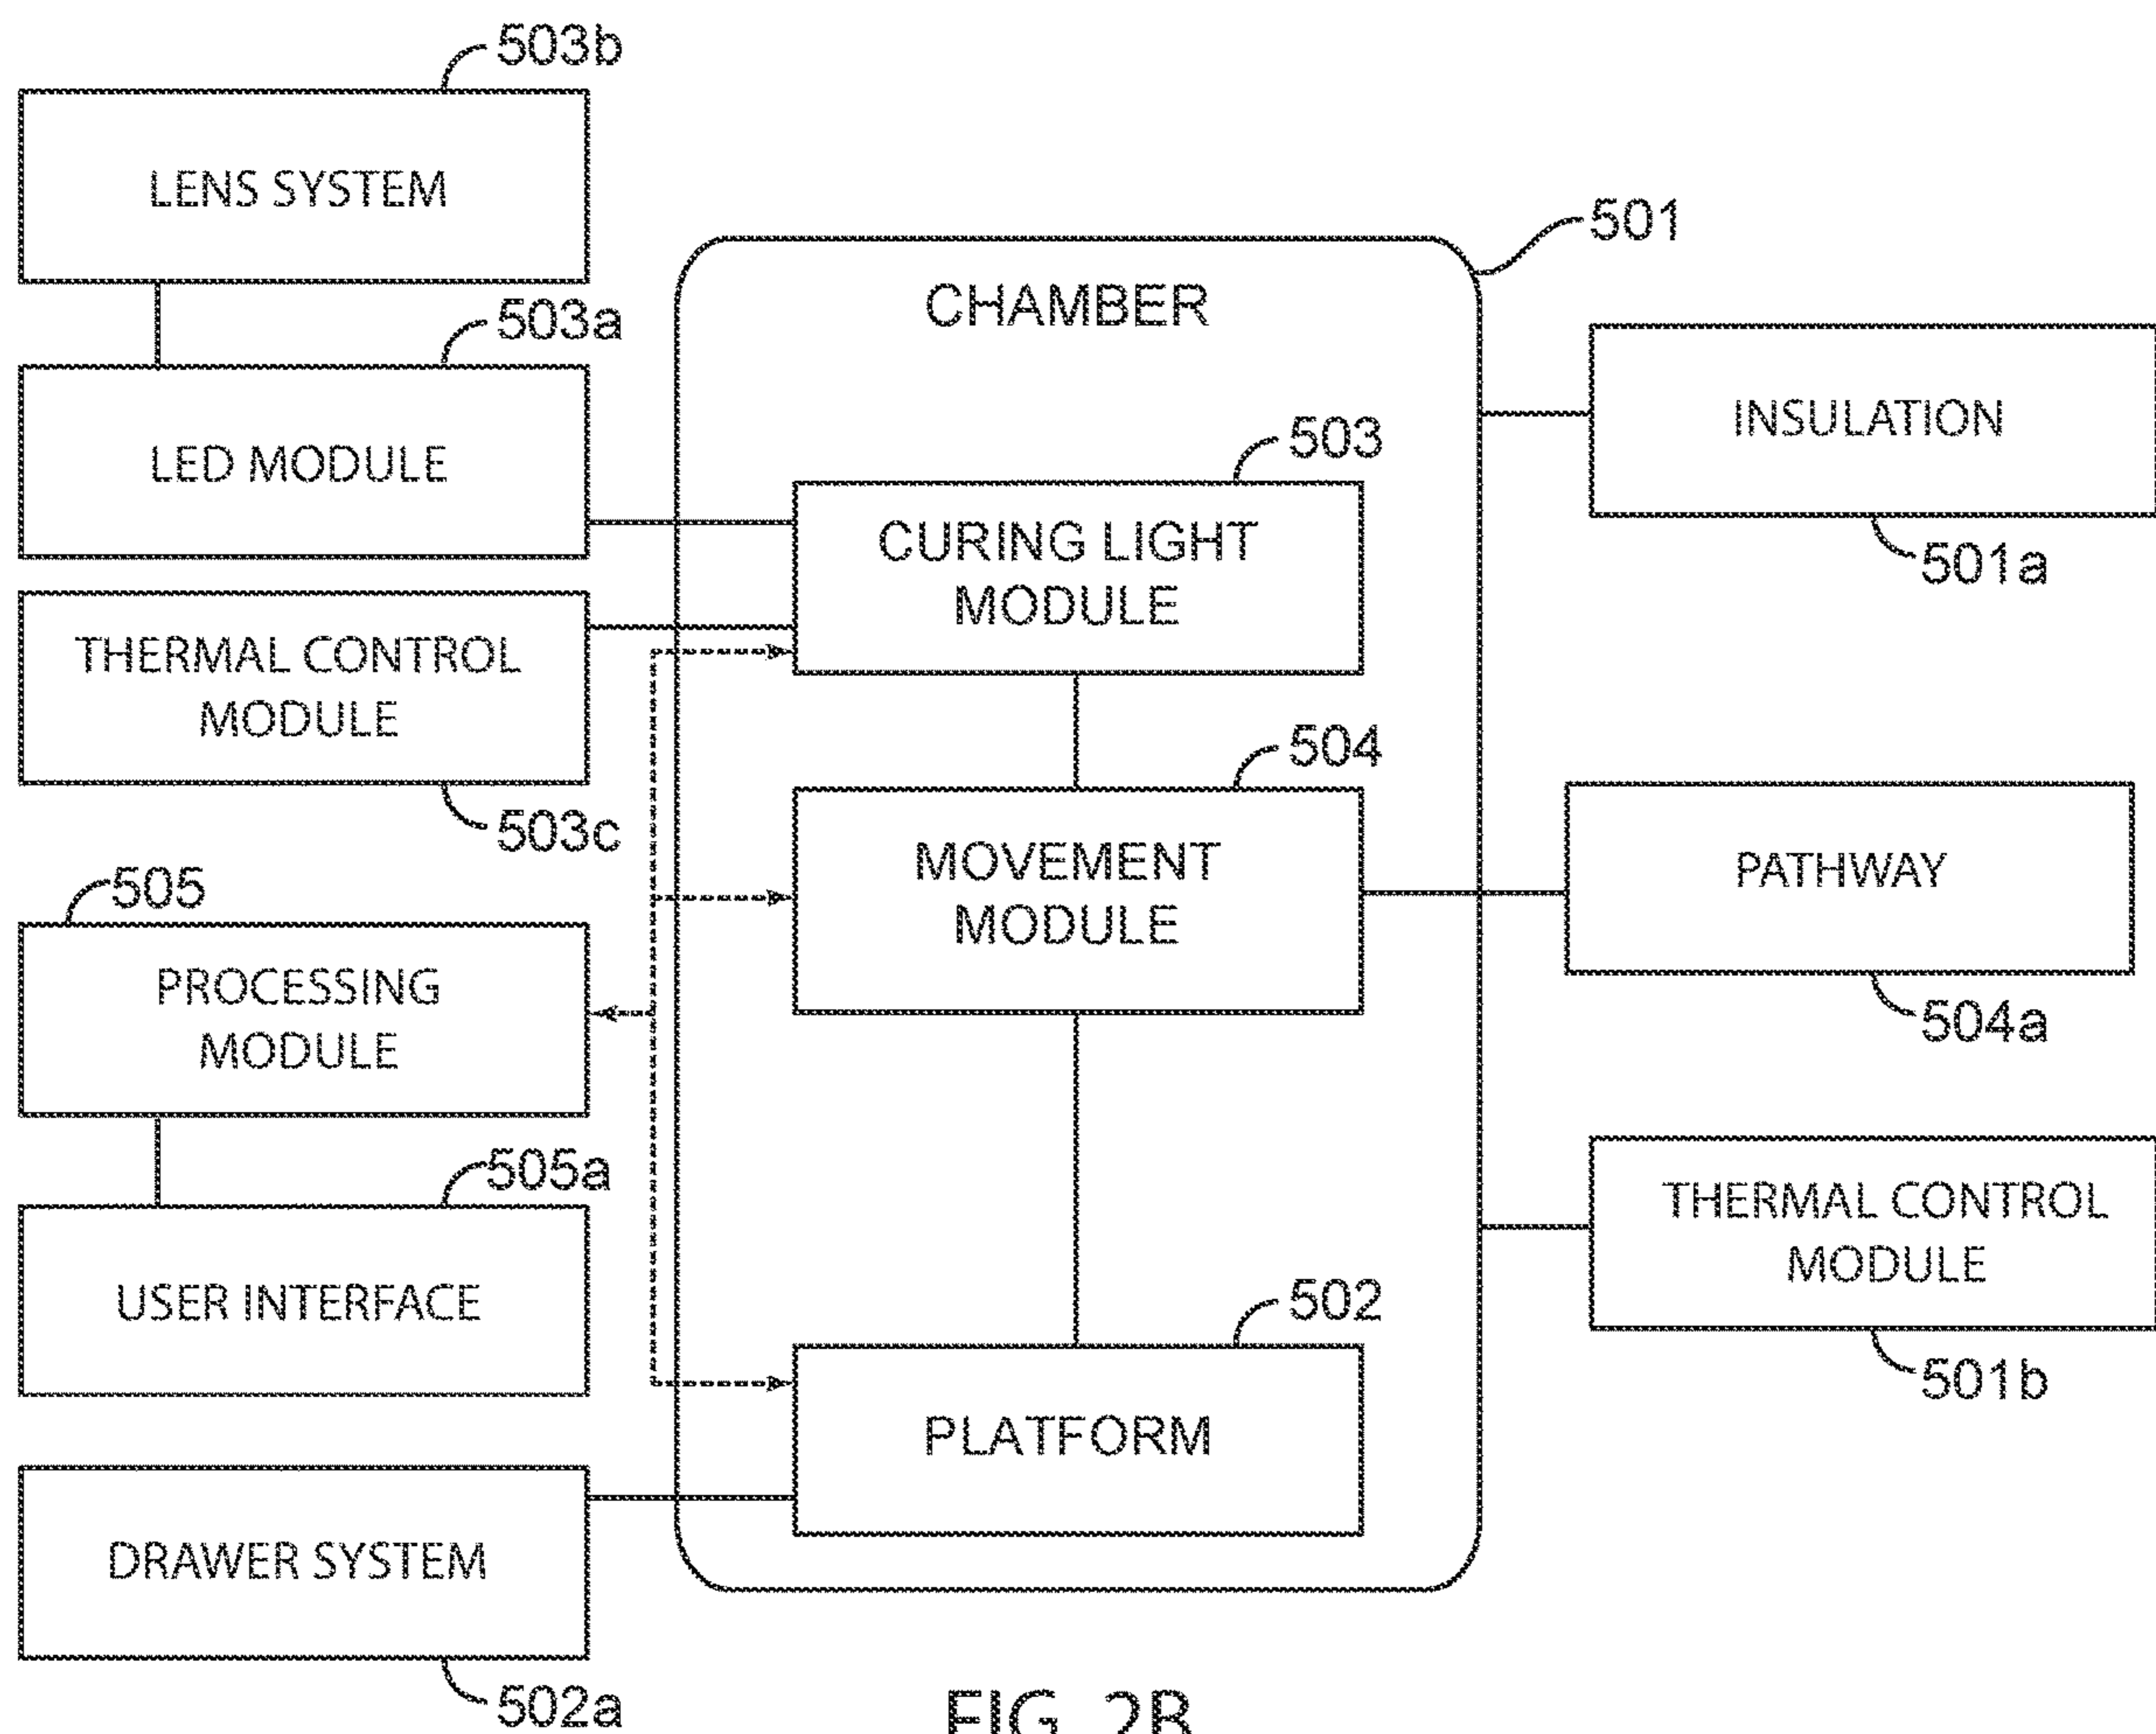 503b
LENS SYSTEM
503a
LED MODULE
THERMAL CONTROL
MODULE
503c
505
PROCESSING
MODULE
505a
USER INTERFACE
DRAWER SYSTEM
502a
501
CHAMBER
503
CURING LIGHT
MODULE
504
MOVEMENT
MODULE
502
PLATFORM
INSULATION
501a
PATHWAY
504a
THERMAL CONTROL
MODULE
501b
FIG. 2B